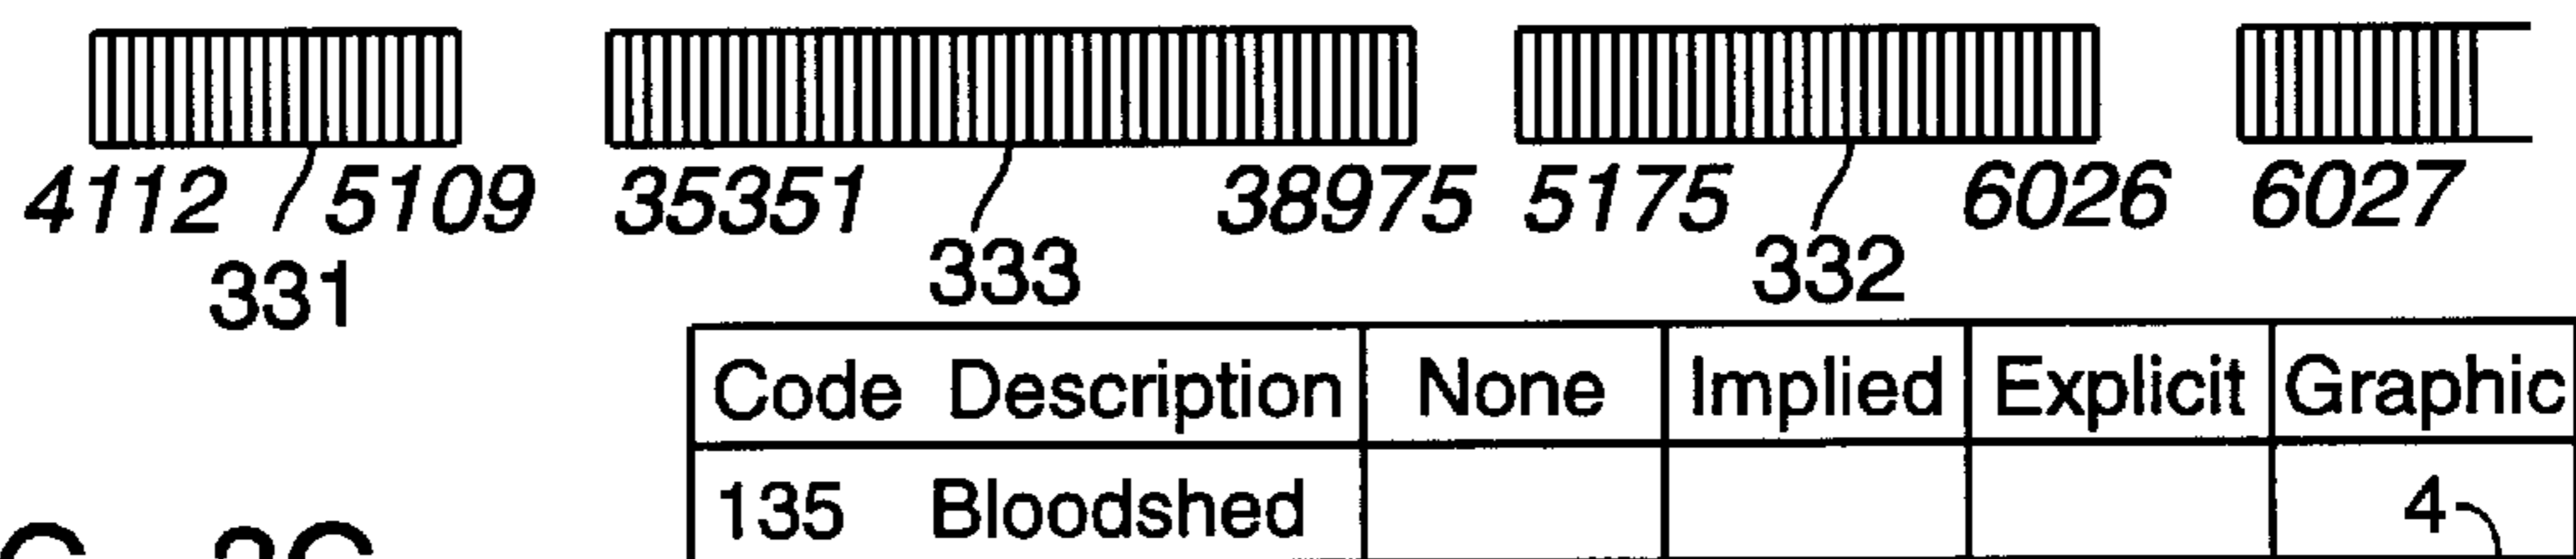 4112 5109 35351 38975 5175 6026 6027
331 333 332
Code Description None Implied Explicit Graphic
135 Bloodshed 4